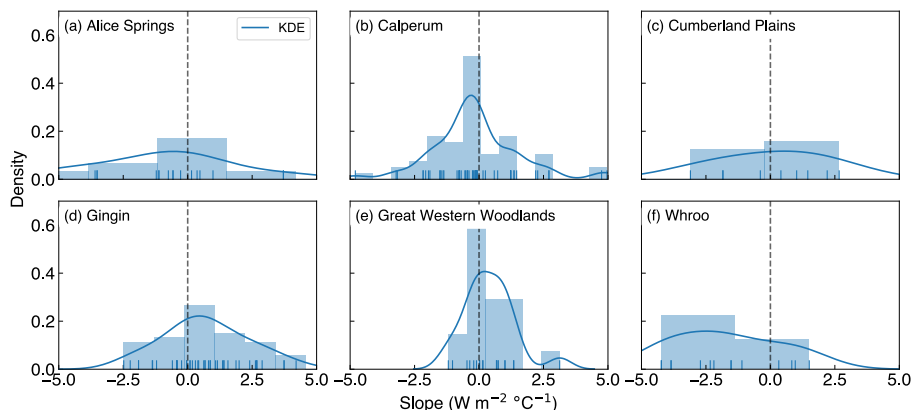 (a) Alice Springs
KDE
(b) Calperum
(c) Cumberland Plains
0.6
0.4
0.2
0.0
(d) Gingin
(e) Great Western Woodlands
(f) Whroo
0.6
0.4
0.2
0.0
Density
−5.0 −2.5 0.0 2.5 5.0
−5.0 −2.5 0.0 2.5 5.0
−5.0 −2.5 0.0 2.5 5.0
Slope (W m⁻² °C⁻¹)